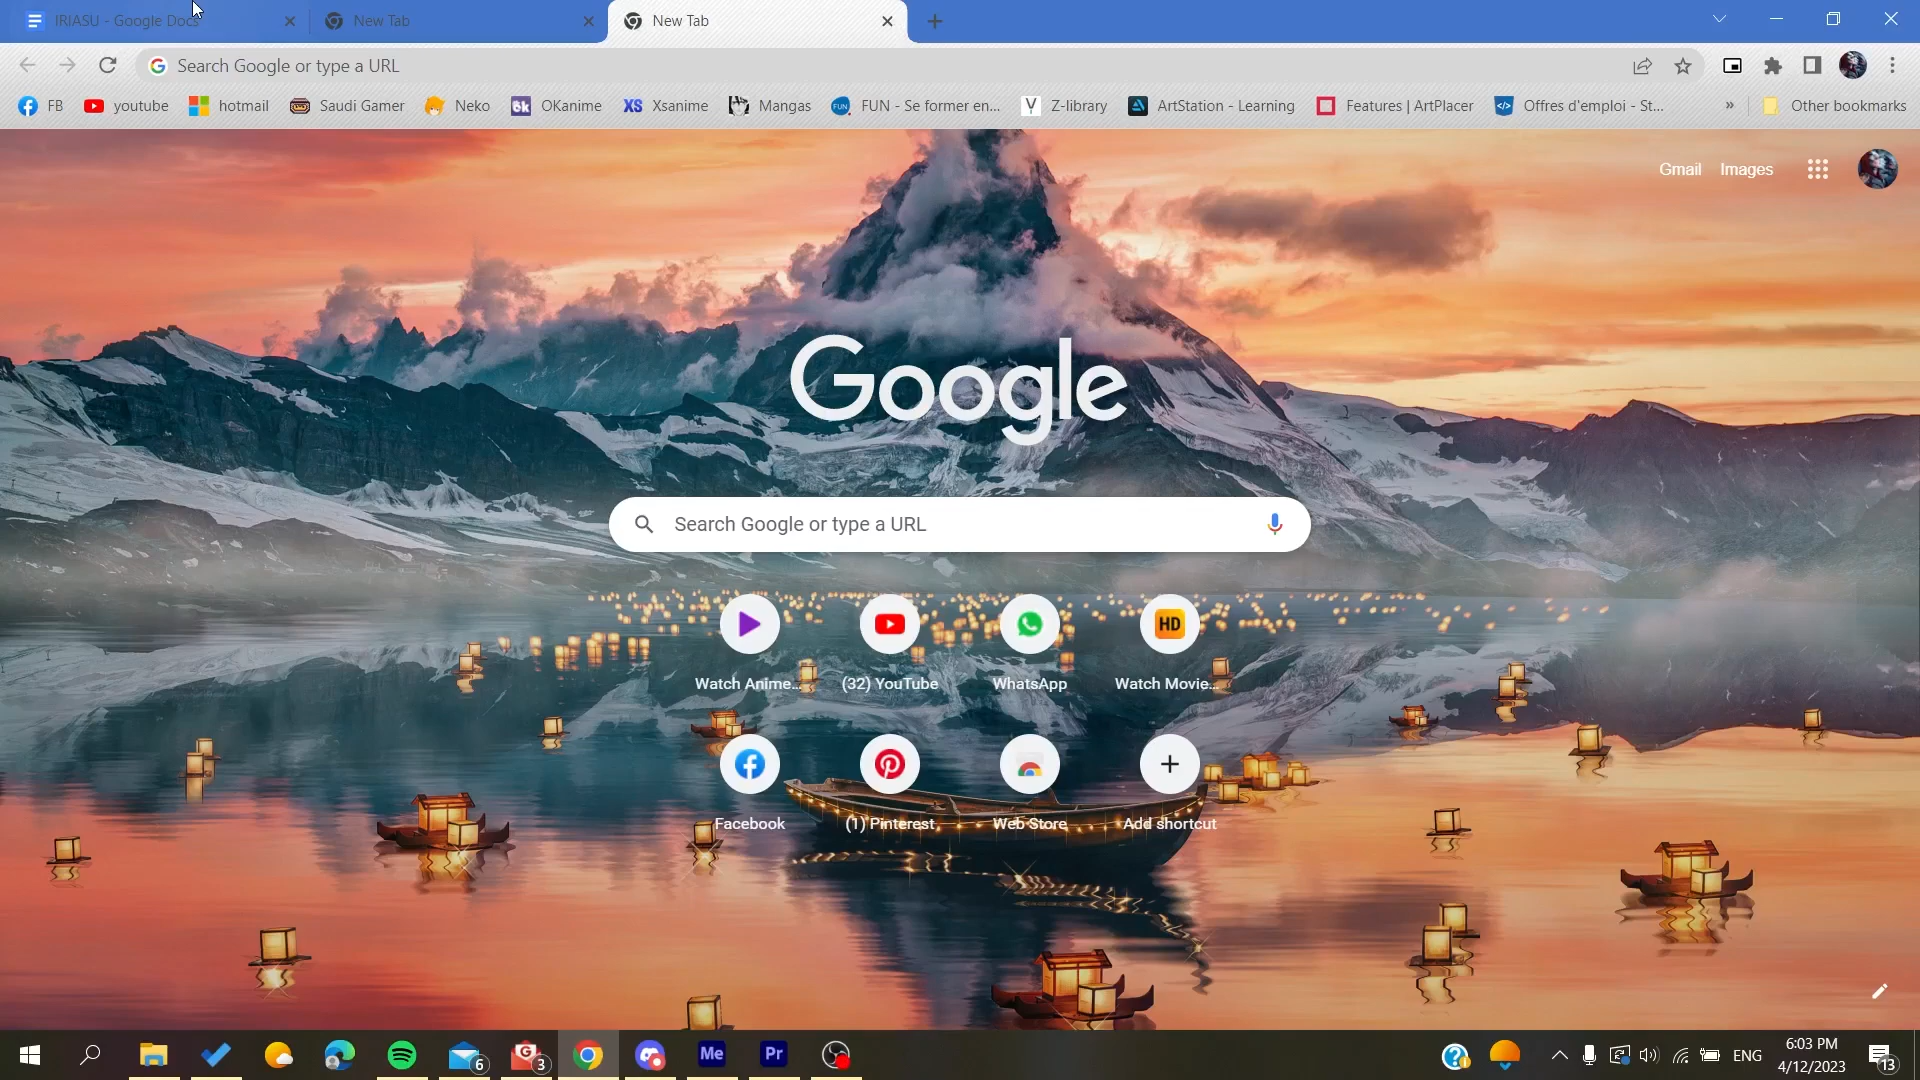 IRIASU - Google Docs
New Tab
New Tab
Search Google or type a URL
FB
youtube
hotmail
Saudi Gamer
Neko
OKanime
Xsanime
Mangas
FUN - Se former en...
Z-library
ArtStation - Learning
Features | ArtPlacer
Offres d'emploi - St...
»
Other bookmarks
Gmail
Images
Google
Search Google or type a URL
HD
Watch Anime...
(32) YouTube
WhatsApp
Watch Movie...
Facebook
(1) Pinterest
Web Store
Add shortcut
6
3
Me
Pr
ENG
6:03 PM
4/12/2023
13